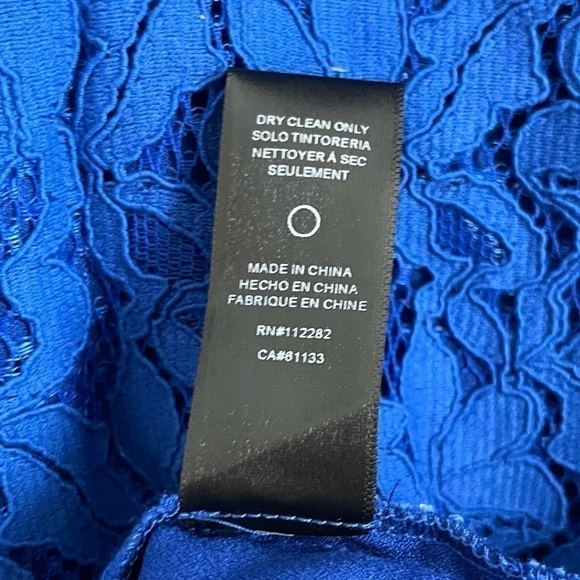 DRY CLEAN ONLY
SOLO TINTORERIA
NETTOYER À SEC
SEULEMENT
MADE IN CHINA
HECHO EN CHINA
FABRIQUE EN CHINE
RN#112282
CA#61133